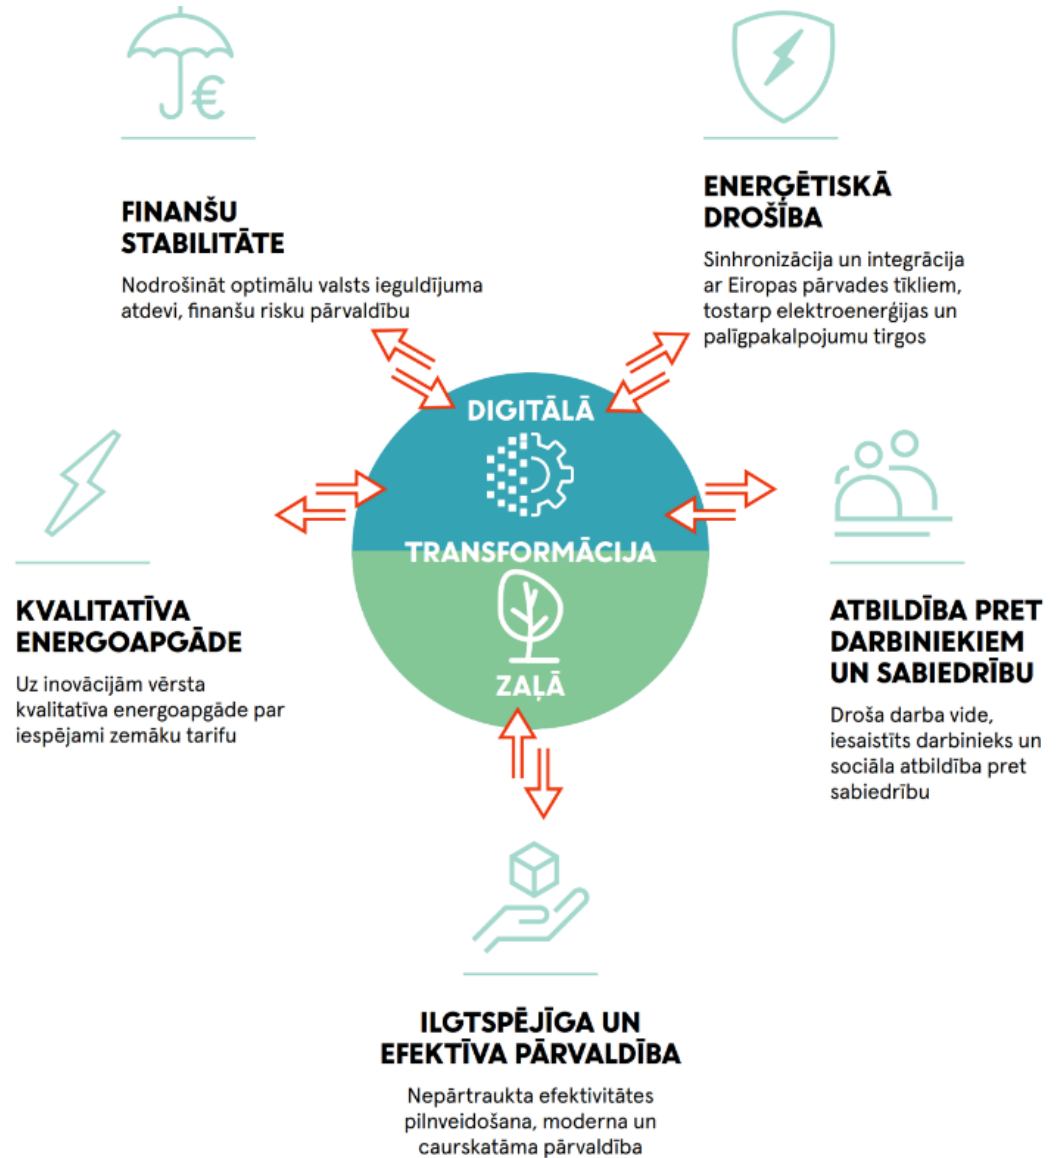 €
FINANŠU
STABILITĀTE
Nodrošināt optimālu valsts ieguldījuma
atdevi, finanšu risku pārvaldību
ENERĢĒTISKĀ
DROŠĪBA
Sinhronizācija un integrācija
ar Eiropas pārvades tīkliem,
tostarp elektroenerģijas un
palīgpakalpojumu tirgos
DIGITĀLĀ
TRANSFORMĀCIJA
ZAĻĀ
KVALITATĪVA
ENERGOAPGĀDE
Uz inovācijām vērsta
kvalitatīva energoapgāde par
iespējami zemāku tarifu
ATBILDĪBA PRET
DARBINIEKIEM
UN SABIEDRĪBU
Droša darba vide,
iesaistīts darbinieks un
sociāla atbildība pret
sabiedrību
ILGTSPĒJĪGA UN
EFEKTĪVA PĀRVALDĪBA
Nepārtraukta efektivitātes
pilnveidošana, moderna un
caurskatāma pārvaldība